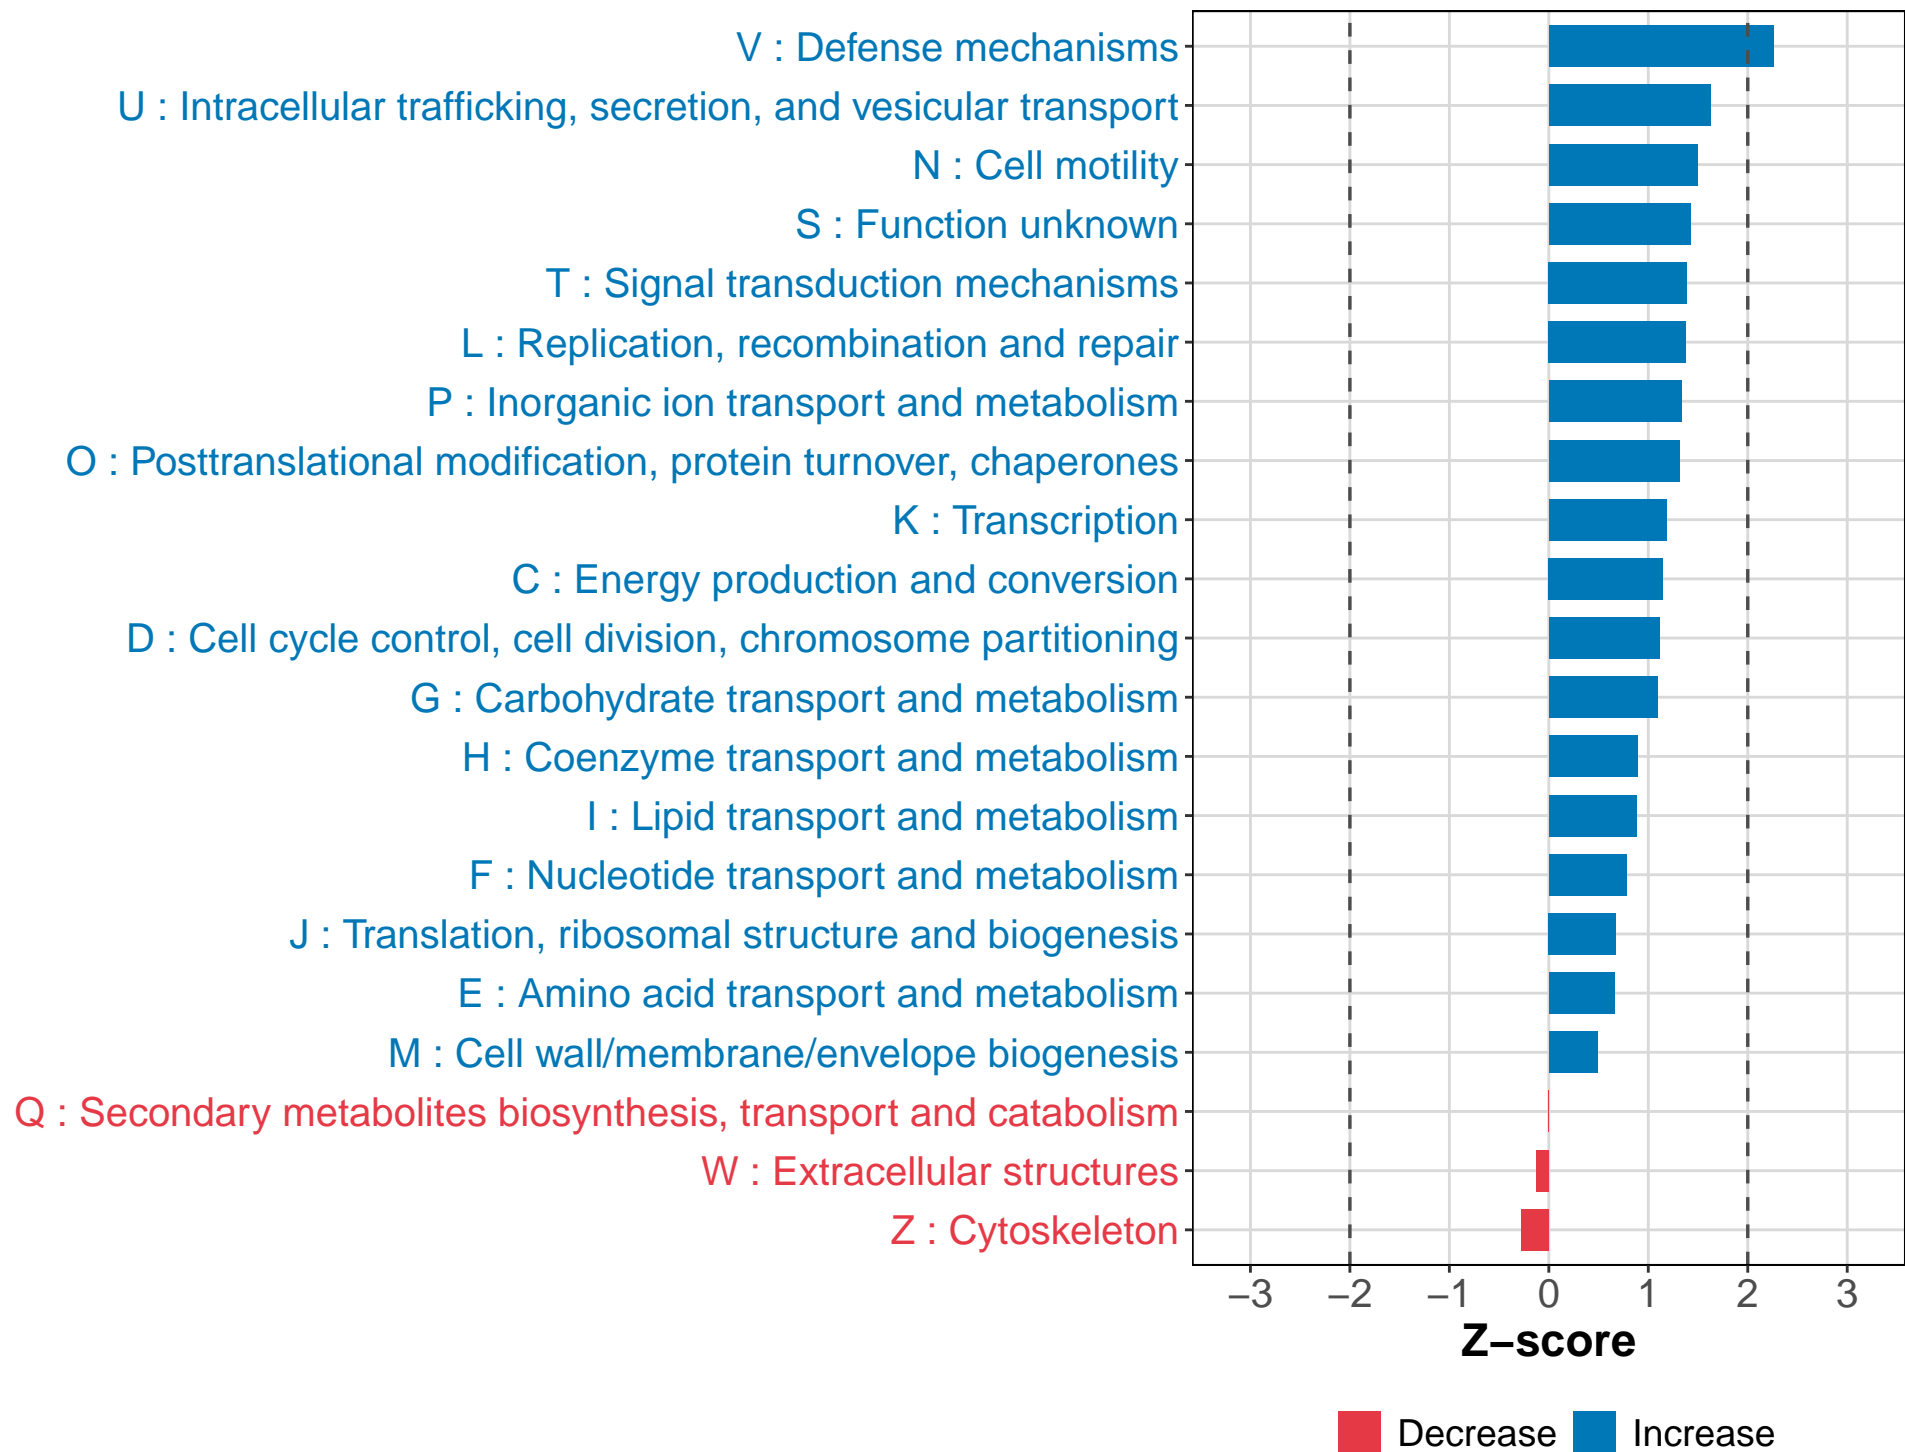 V : Defense mechanisms
U : Intracellular trafficking, secretion, and vesicular transport
N : Cell motility
S : Function unknown
T : Signal transduction mechanisms
L : Replication, recombination and repair
P : Inorganic ion transport and metabolism
O : Posttranslational modification, protein turnover, chaperones
K : Transcription
C : Energy production and conversion
D : Cell cycle control, cell division, chromosome partitioning
G : Carbohydrate transport and metabolism
H : Coenzyme transport and metabolism
I : Lipid transport and metabolism
F : Nucleotide transport and metabolism
J : Translation, ribosomal structure and biogenesis
E : Amino acid transport and metabolism
M : Cell wall/membrane/envelope biogenesis
Q : Secondary metabolites biosynthesis, transport and catabolism
W : Extracellular structures
Z : Cytoskeleton
−3 −2 −1 0 1 2 3
Z−score
Decrease Increase